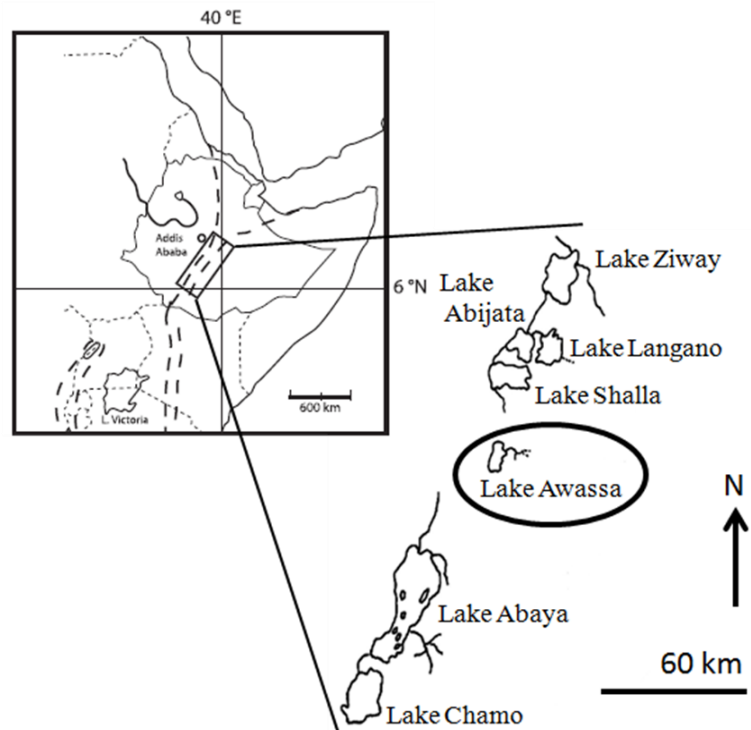 40 °E
Addis
Ababa
6 °N
L. Victoria
600 km
Lake Ziway
Lake
Abijata
Lake Langano
Lake Shalla
Lake Awassa
N
Lake Abaya
60 km
Lake Chamo